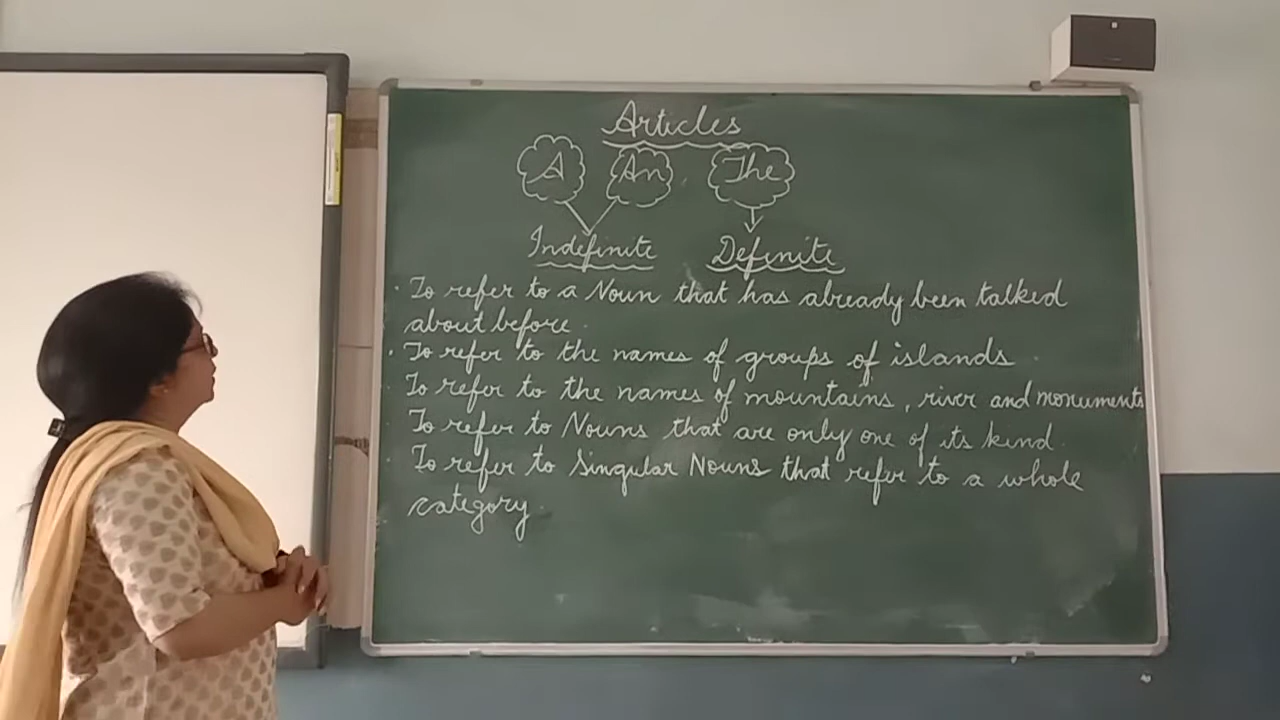 Articles
A An, The
Indefinite Definite
· To refer to a Noun that has already been talked
about before.
· To refer to the names of groups of islands
· To refer to the names of mountains, river and monuments
· To refer to Nouns that are only one of its kind
· To refer to Singular Nouns that refer to a whole
category.